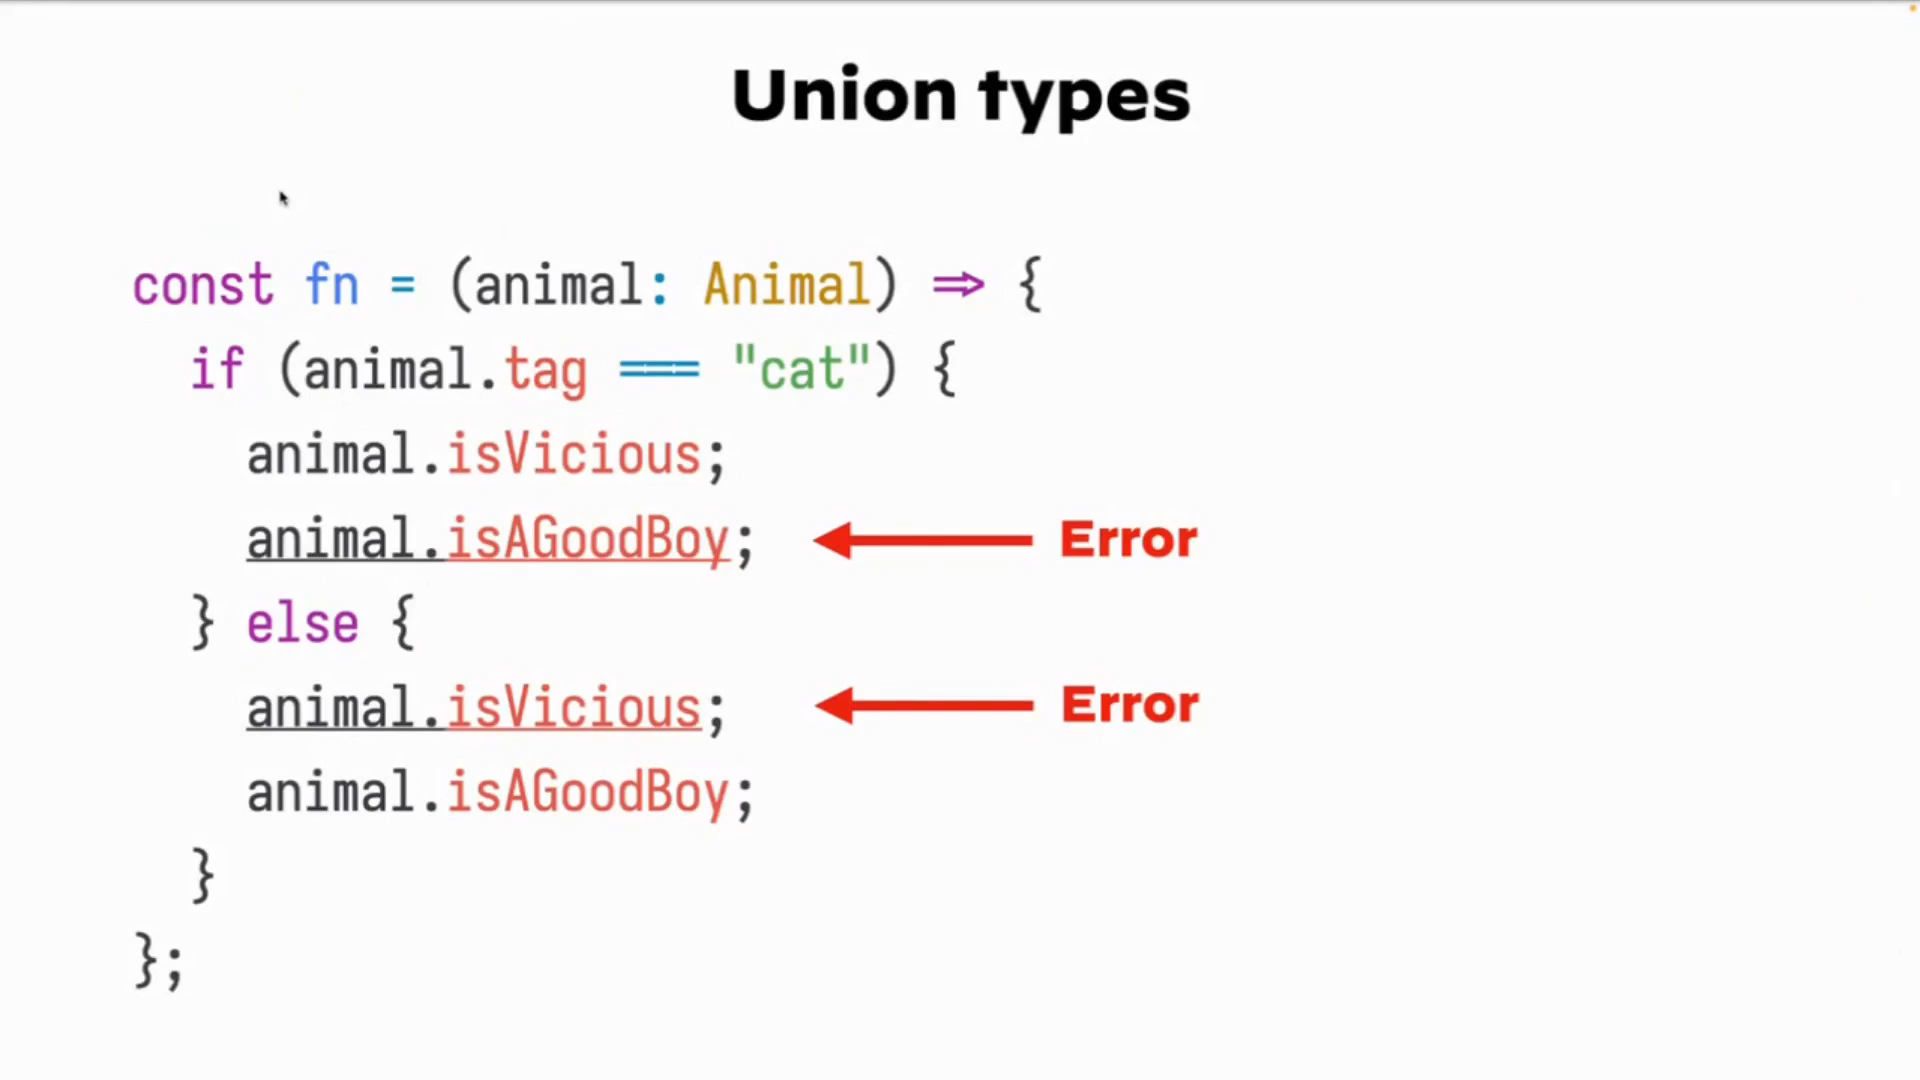 Union types
const fn = (animal: Animal) => {
if (animal.tag === "cat") {
animal.isVicious;
animal.isAGoodBoy; Error
} else {
animal.isVicious; Error
animal.isAGoodBoy;
}
};